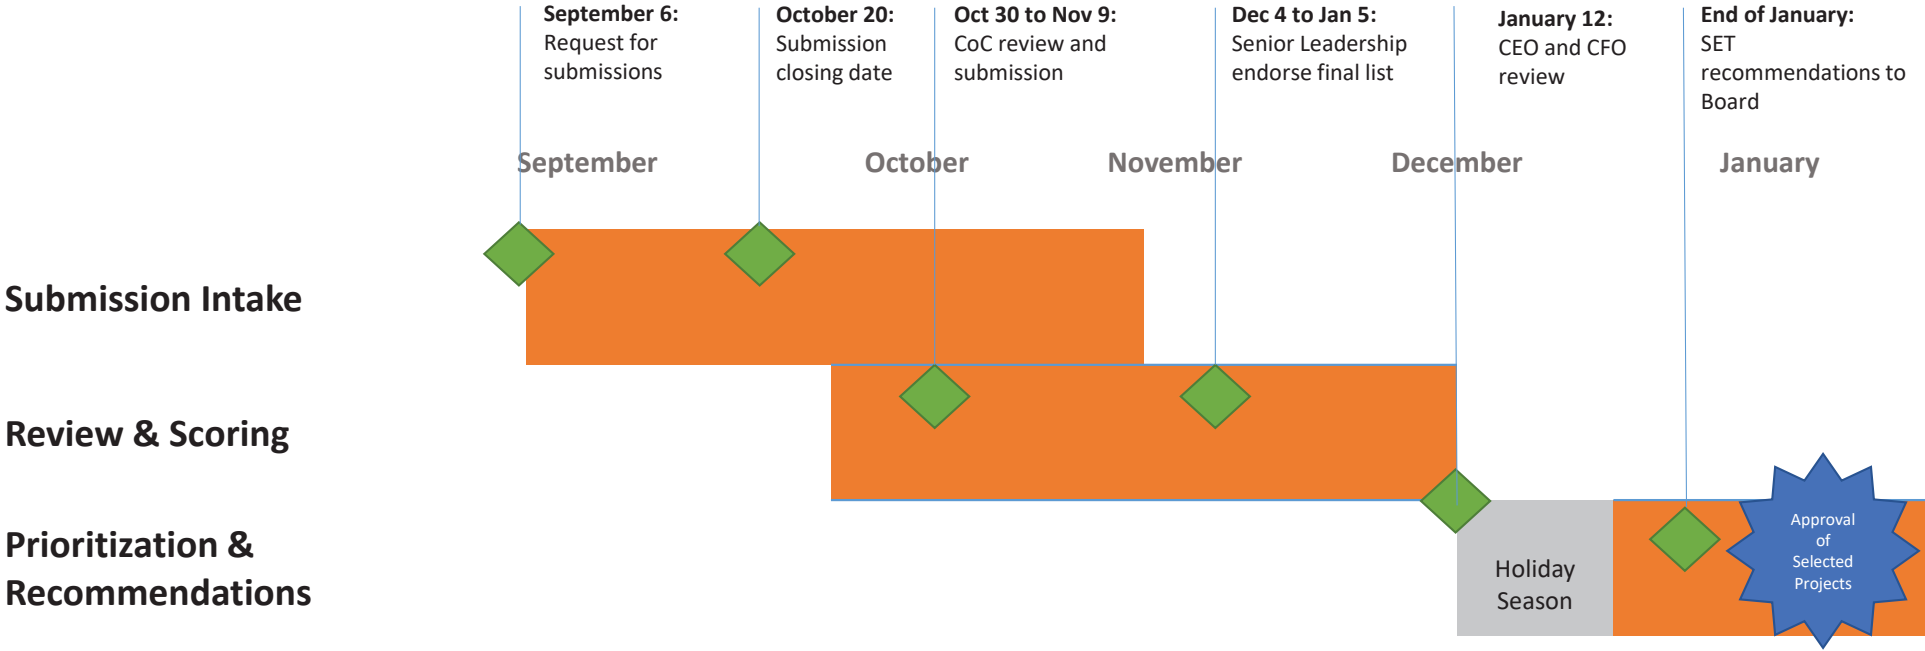 September 6:
Request for
submissions
October 20:
Submission
closing date
Oct 30 to Nov 9:
CoC review and
submission
Dec 4 to Jan 5:
Senior Leadership
endorse final list
January 12:
CEO and CFO
review
End of January:
SET
recommendations to
Board
September
October
November
December
January
Submission Intake
Review & Scoring
Prioritization &
Recommendations
Holiday
Season
Approval
of
Selected
Projects